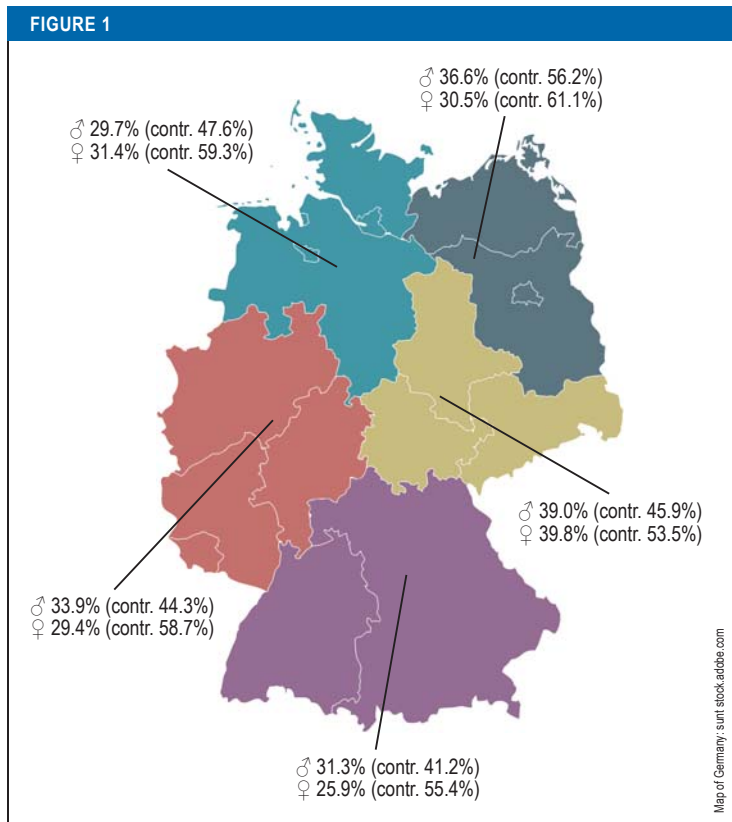 FIGURE 1
♂ 36.6% (contr. 56.2%)
♀ 30.5% (contr. 61.1%)
♂ 29.7% (contr. 47.6%)
♀ 31.4% (contr. 59.3%)
♂ 39.0% (contr. 45.9%)
♀ 39.8% (contr. 53.5%)
♂ 33.9% (contr. 44.3%)
♀ 29.4% (contr. 58.7%)
♂ 31.3% (contr. 41.2%)
♀ 25.9% (contr. 55.4%)
Map of Germany: sunt stock.adobe.com